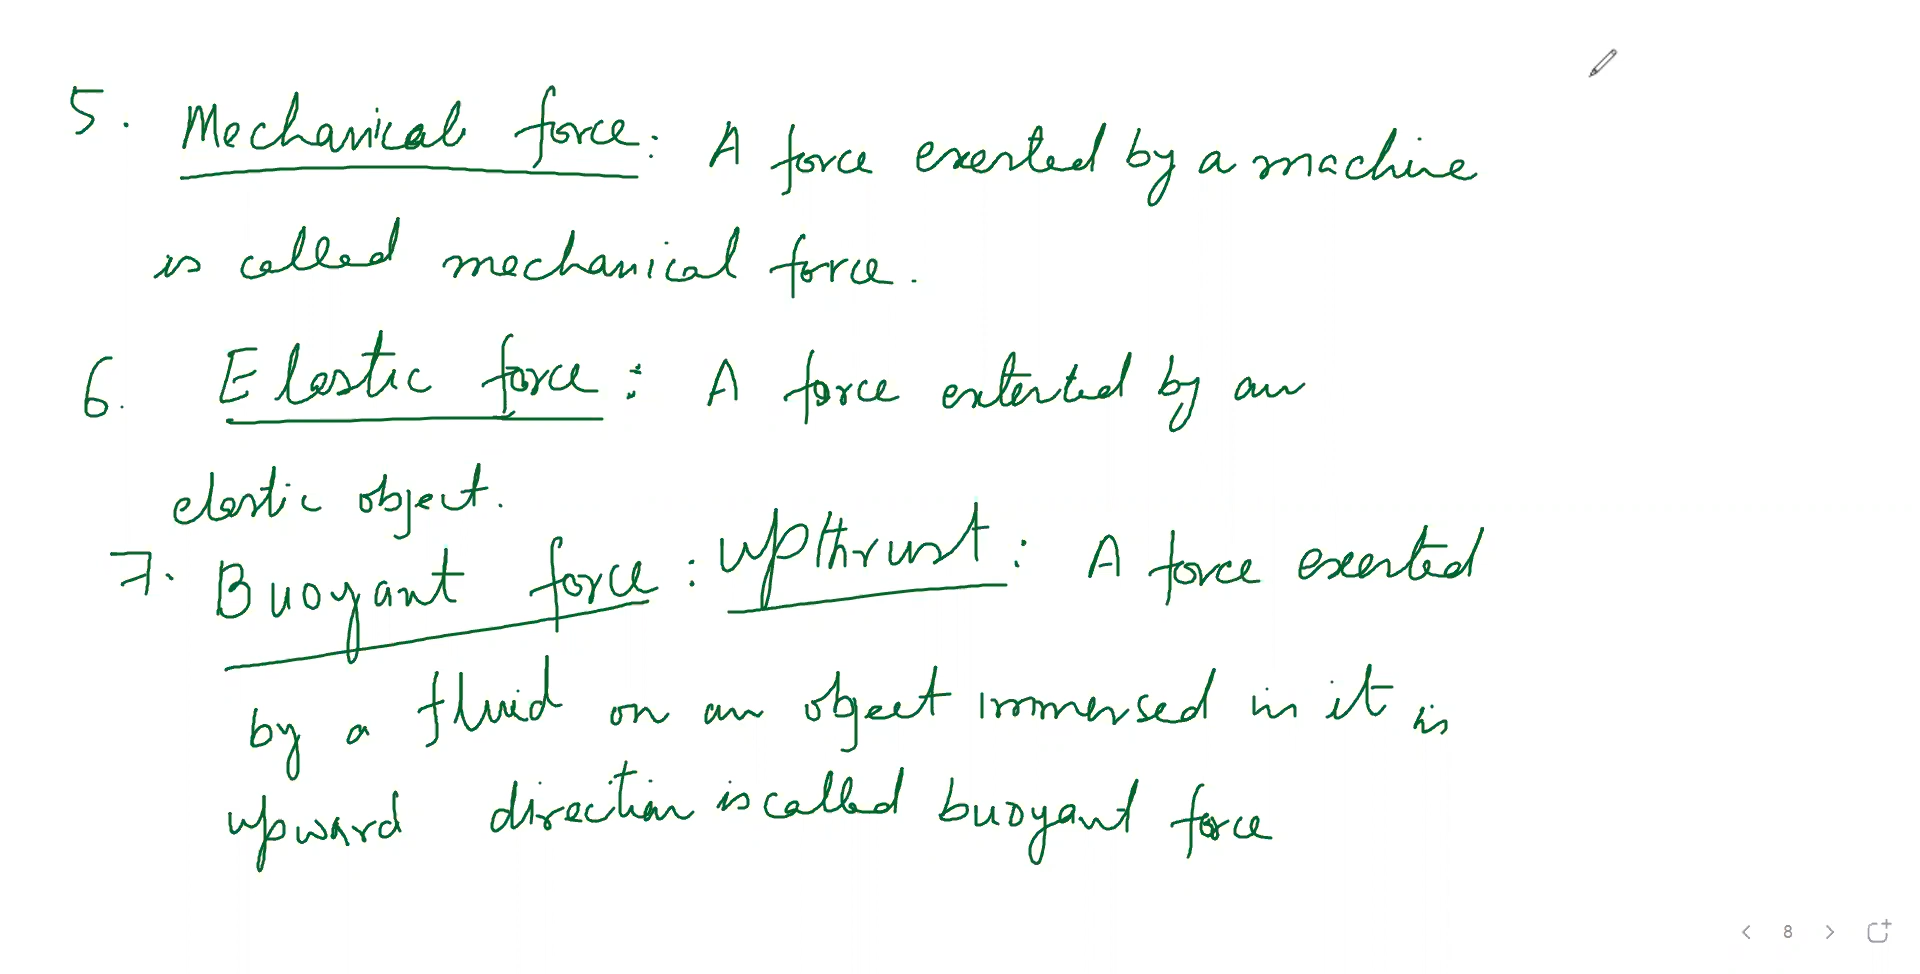 5. Mechanical force: A force exerted by a machine
is called mechanical force.
6. Elastic force: A force exterted by an
elastic object.
7. Buoyant force: upthrust: A force exerted
by a fluid on an object immersed in it is
upward direction is called buoyant force
8